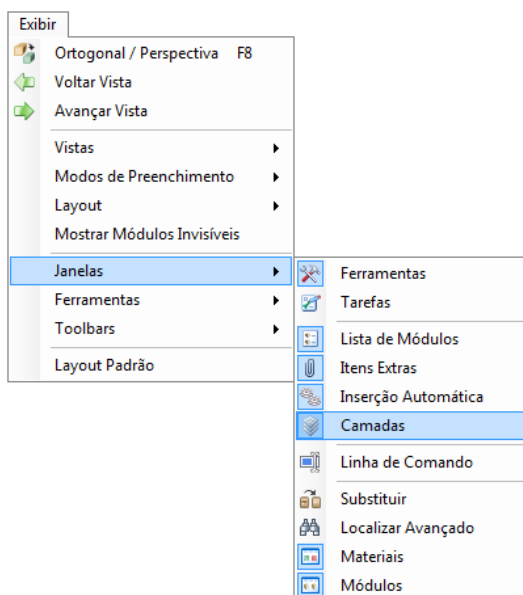 Exibir
Ortogonal / Perspectiva F8
Voltar Vista
Avançar Vista
Vistas
Modos de Preenchimento
Layout
Mostrar Módulos Invisíveis
Janelas
Ferramentas
Toolbars
Layout Padrão
Ferramentas
Tarefas
Lista de Módulos
Itens Extras
Inserção Automática
Camadas
Linha de Comando
Substituir
Localizar Avançado
Materiais
Módulos